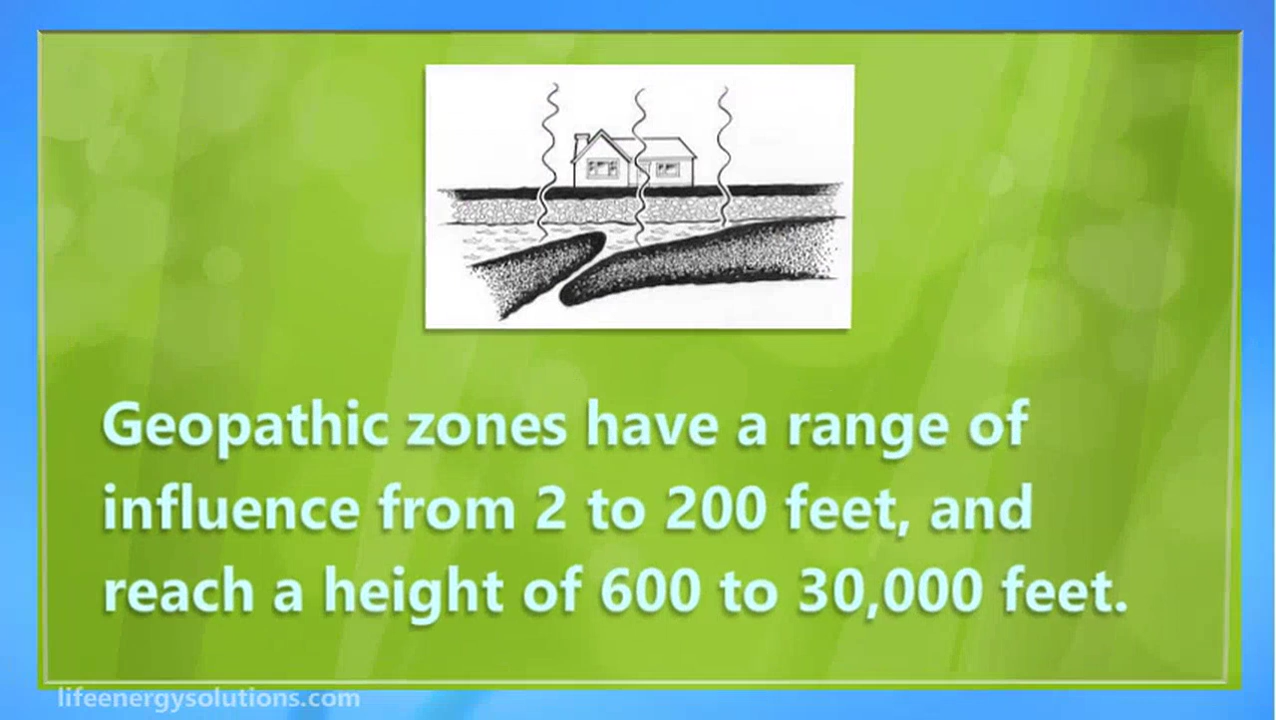 Geopathic zones have a range of
influence from 2 to 200 feet, and
reach a height of 600 to 30,000 feet.
lifeenergysolutions.com